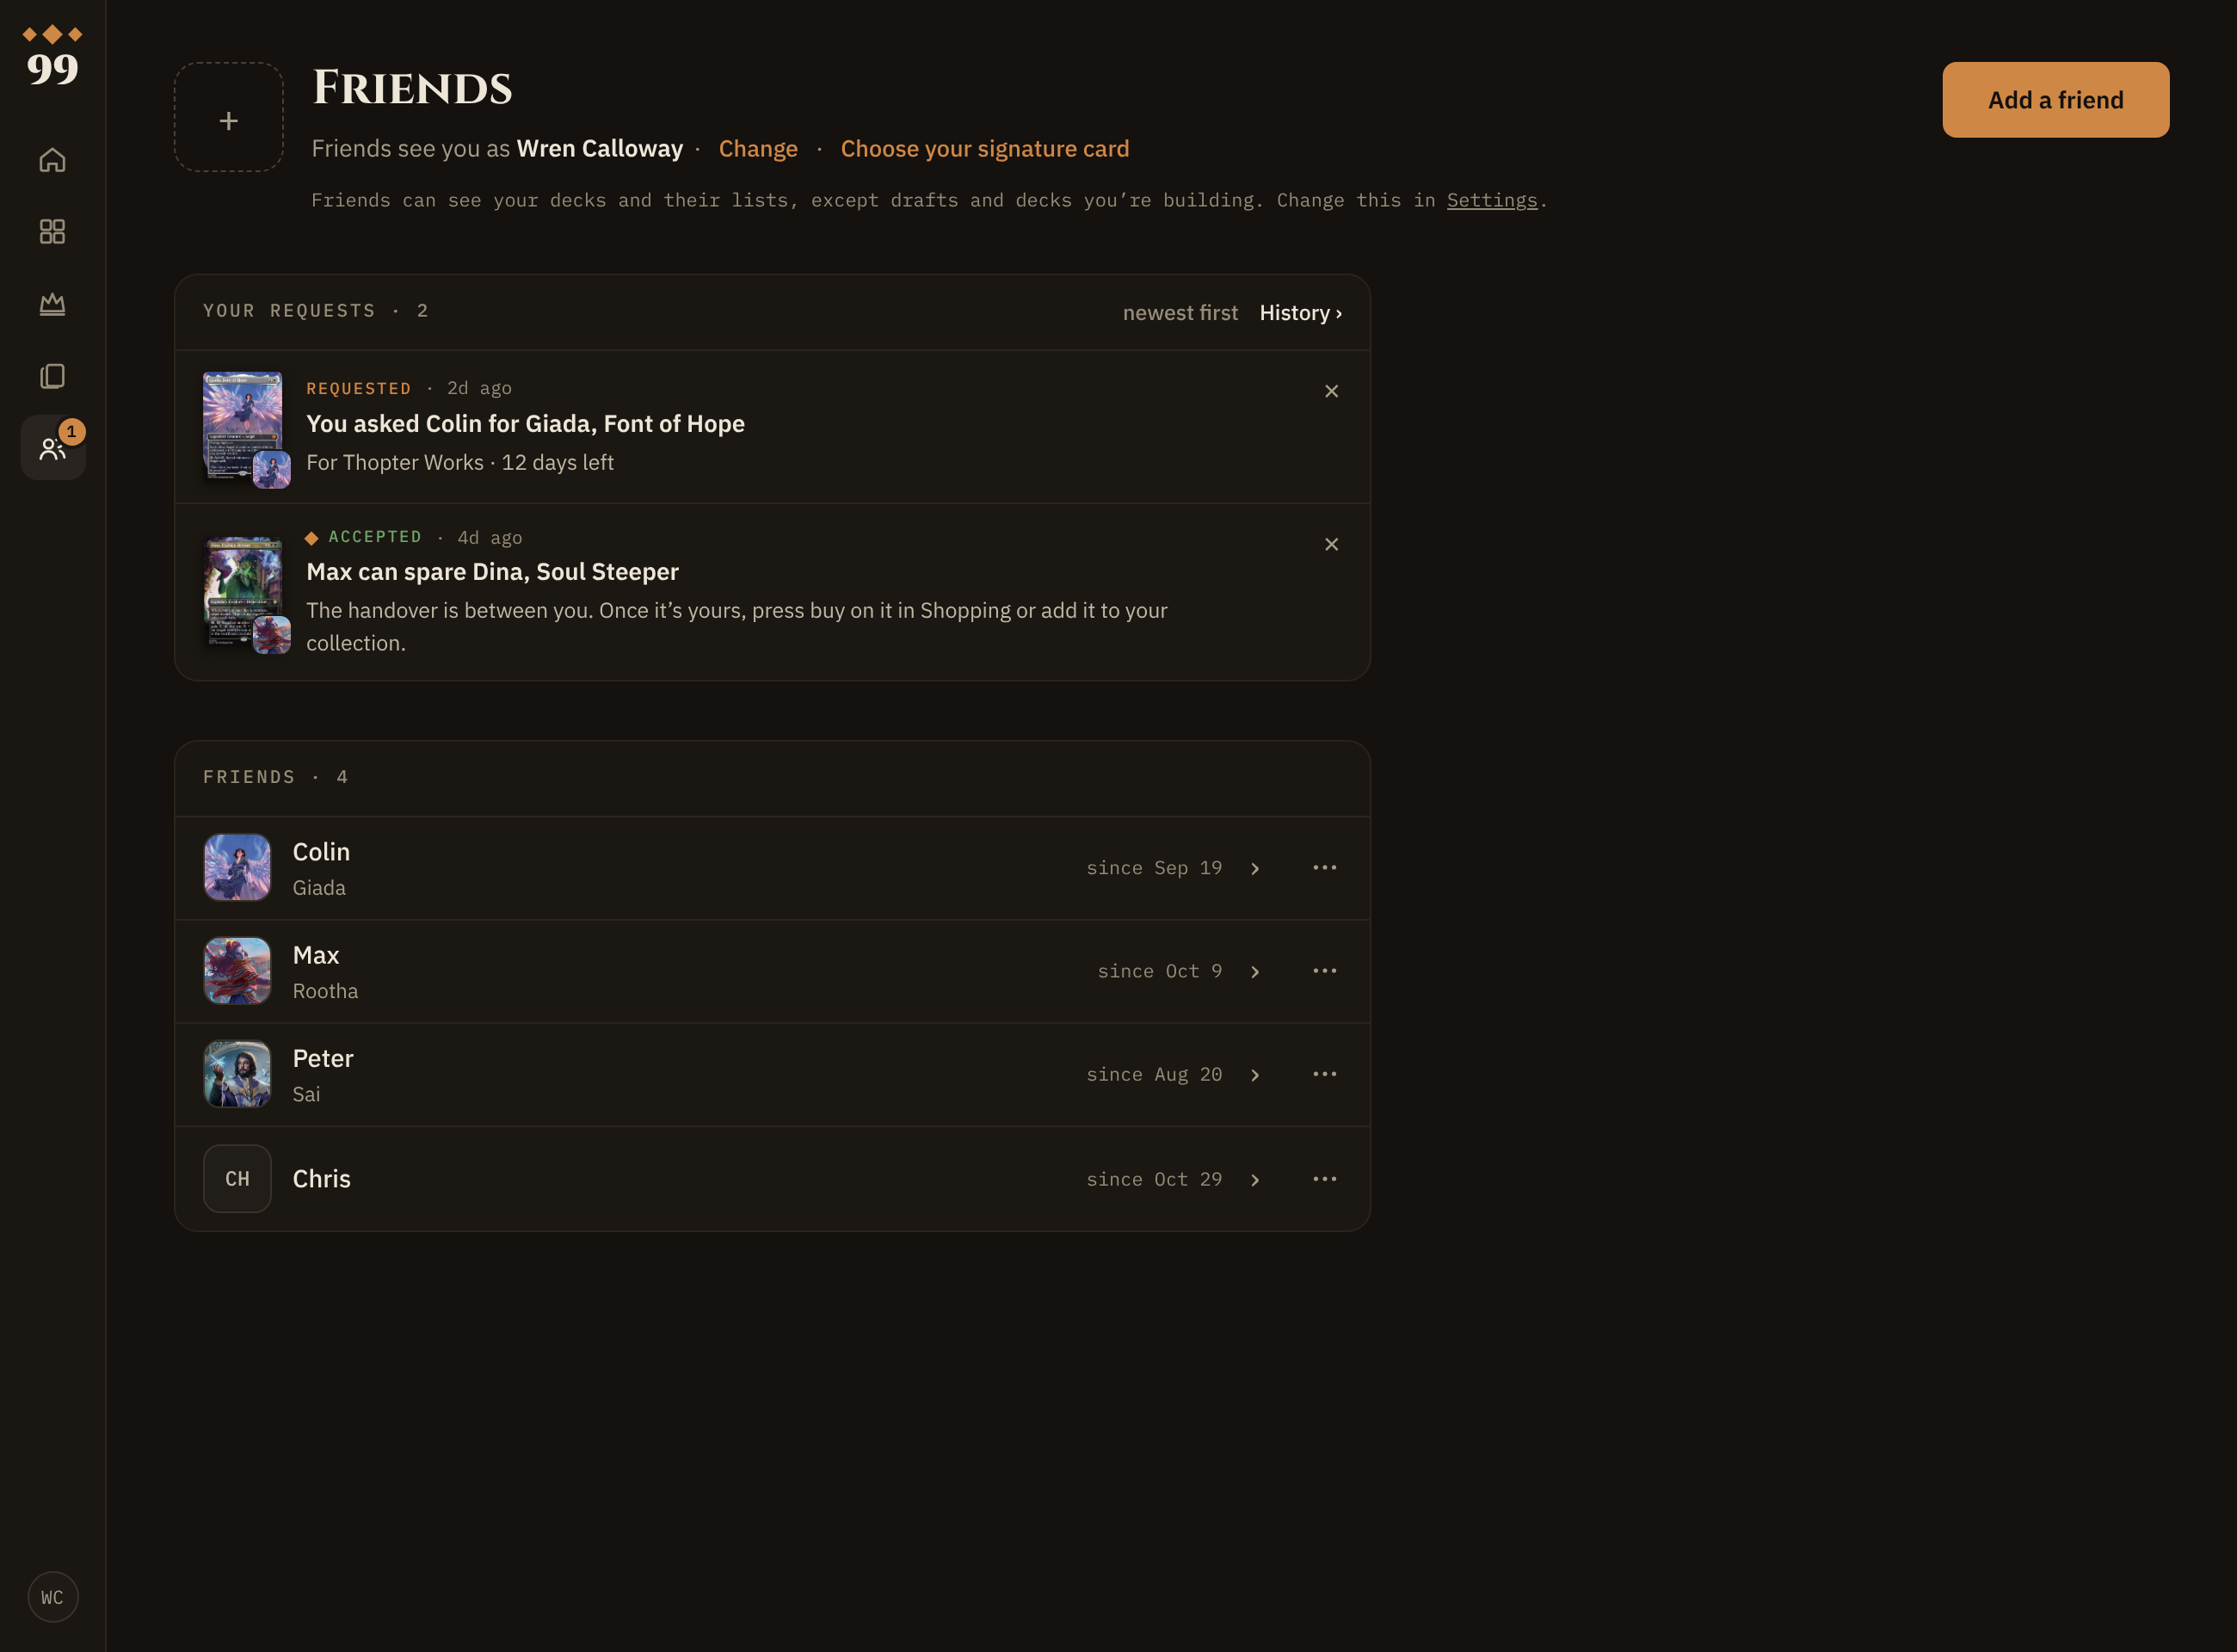 99
1
WC
+
Friends
Friends see you as Wren Calloway · Change · Choose your signature card
Friends can see your decks and their lists, except drafts and decks you’re building. Change this in Settings.
Add a friend
YOUR REQUESTS · 2
newest first History ›
REQUESTED · 2d ago
You asked Colin for Giada, Font of Hope
For Thopter Works · 12 days left
ACCEPTED · 4d ago
Max can spare Dina, Soul Steeper
The handover is between you. Once it’s yours, press buy on it in Shopping or add it to your
collection.
FRIENDS · 4
Colin
Giada
since Sep 19
Max
Rootha
since Oct 9
Peter
Sai
since Aug 20
CH
Chris
since Oct 29